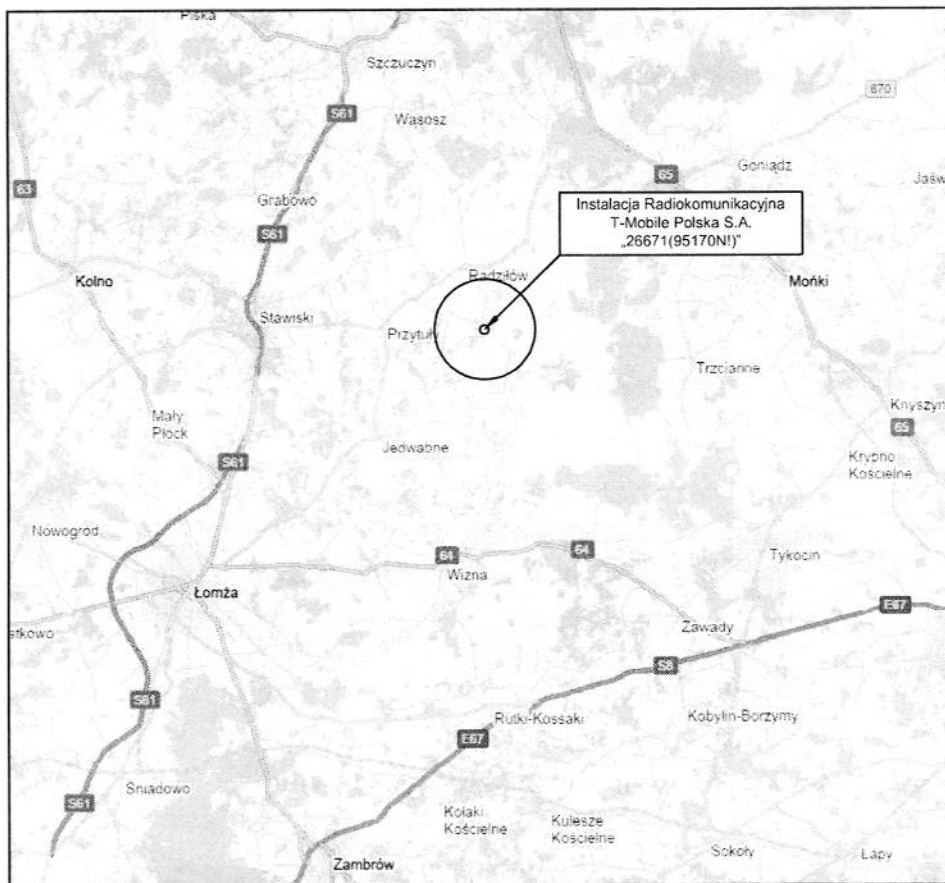 Piska
Szczuczyn
S61
670
Wąsosz
Goniądz
65
63
Jaśw
Grabowo
Instalacja Radiokomunikacyjna
T-Mobile Polska S.A.
„26671(95170N!)”
S61
Radziłów
Kolno
Mońki
Stawiski
Przytuły
Trzcianne
Mały
Płock
Knyszyn
65
Jedwabne
Krypno
Kościelne
S61
Nowogród
64
64
Tykocin
Wizna
Łomża
E67
stkowo
Zawady
S8
S61
Rutki-Kossaki
Kobylin-Borzymy
E67
Śniadowo
S61
Kołaki
Kościelne
Kulesze
Kościelne
Sokoły
Łapy
Zambrów